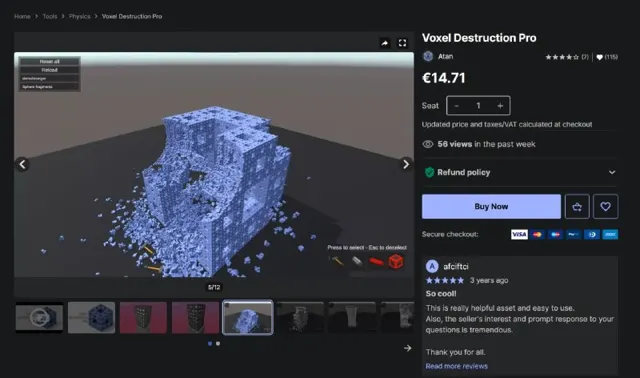 Home > Tools > Physics > Voxel Destruction Pro
Reset all
Reload
Sphere fragments
Press to select - Esc to deselect
5/12
Voxel Destruction Pro
Atan
(7) | (115)
€14.71
Seat - 1 +
Updated price and taxes/VAT calculated at checkout
56 views in the past week
Refund policy
Buy Now
Secure checkout: VISA
A afciftci
3 years ago
So cool!
This is really helpful asset and easy to use.
Also, the seller's interest and prompt response to your
questions is tremendous.
Thank you for all.
Read more reviews